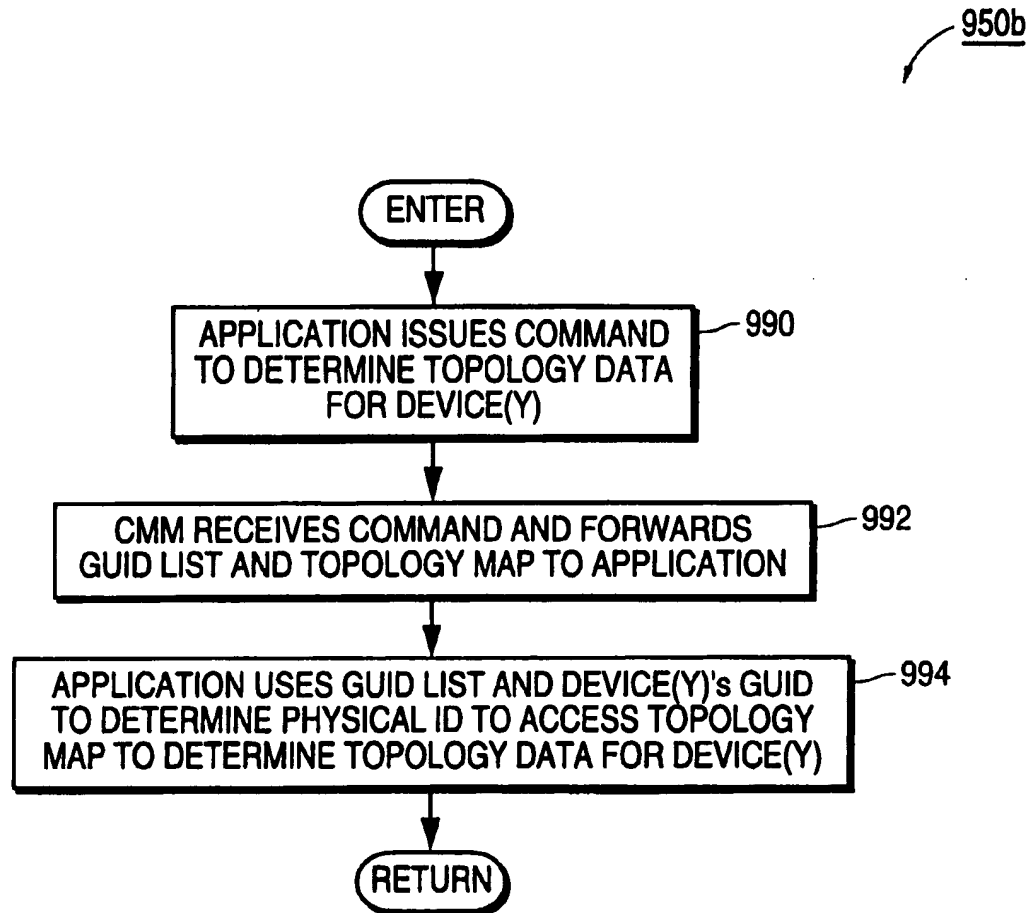 950b
ENTER
APPLICATION ISSUES COMMAND
TO DETERMINE TOPOLOGY DATA
FOR DEVICE(Y)
990
CMM RECEIVES COMMAND AND FORWARDS
GUID LIST AND TOPOLOGY MAP TO APPLICATION
992
APPLICATION USES GUID LIST AND DEVICE(Y)'s GUID
TO DETERMINE PHYSICAL ID TO ACCESS TOPOLOGY
MAP TO DETERMINE TOPOLOGY DATA FOR DEVICE(Y)
994
RETURN